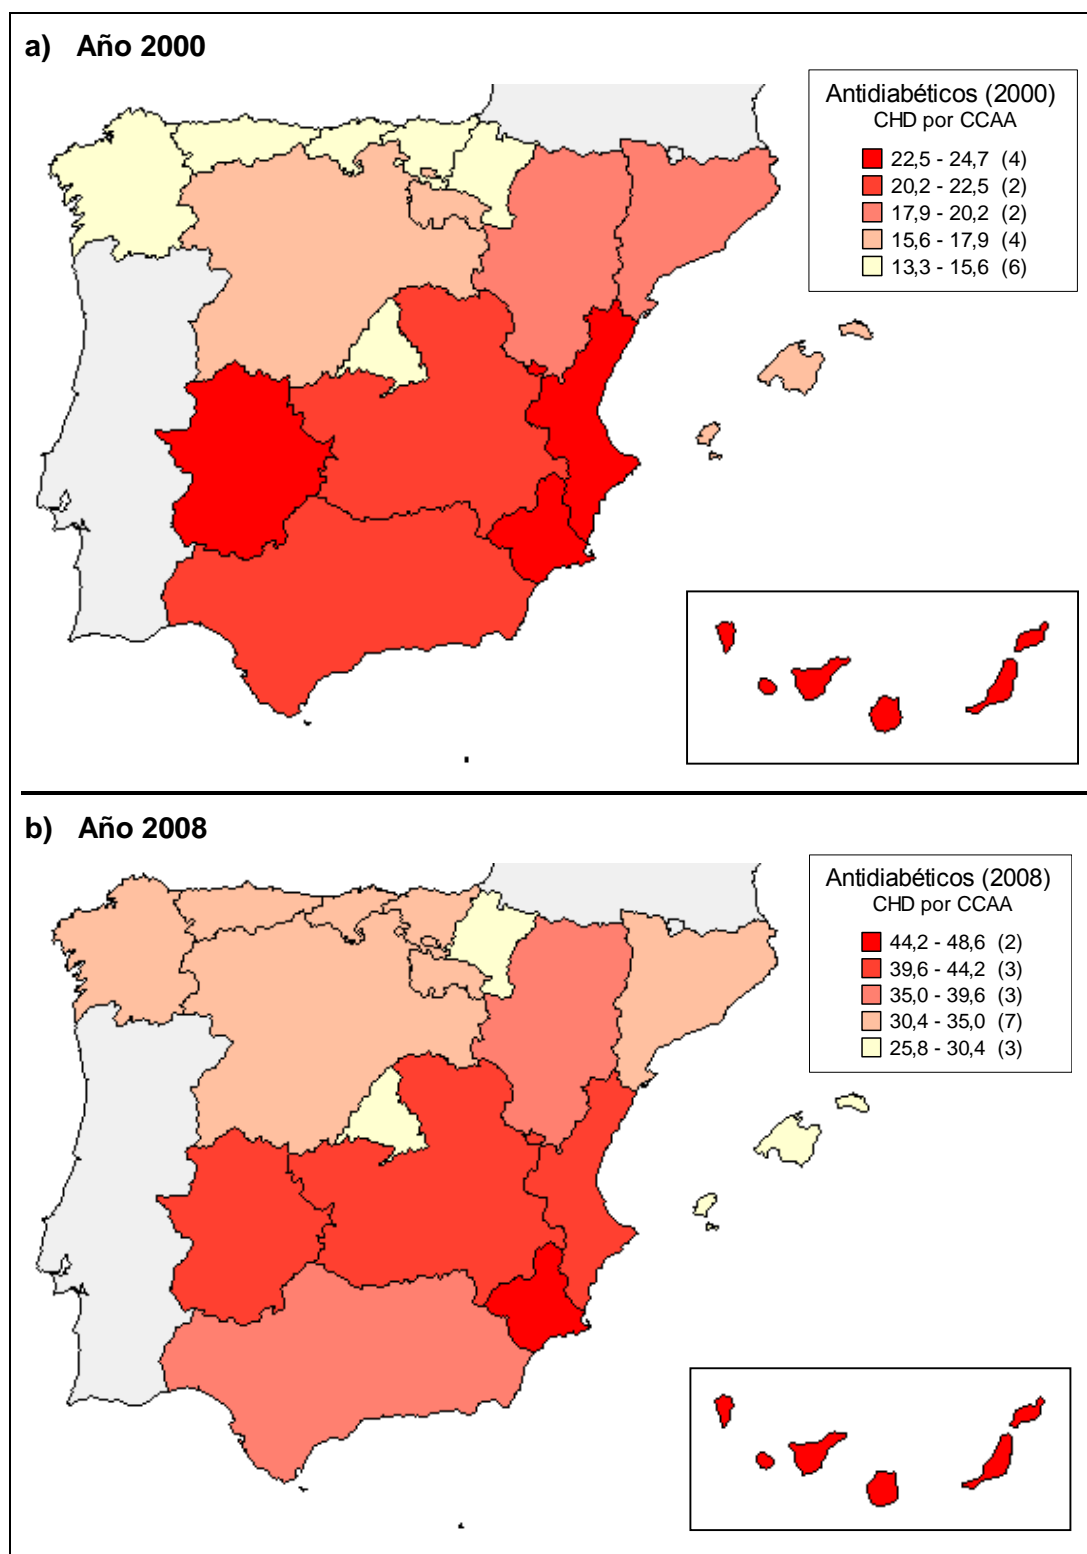 a) Año 2000
Antidiabéticos (2000)
CHD por CCAA
22,5 - 24,7 (4)
20,2 - 22,5 (2)
17,9 - 20,2 (2)
15,6 - 17,9 (4)
13,3 - 15,6 (6)
b) Año 2008
Antidiabéticos (2008)
CHD por CCAA
44,2 - 48,6 (2)
39,6 - 44,2 (3)
35,0 - 39,6 (3)
30,4 - 35,0 (7)
25,8 - 30,4 (3)